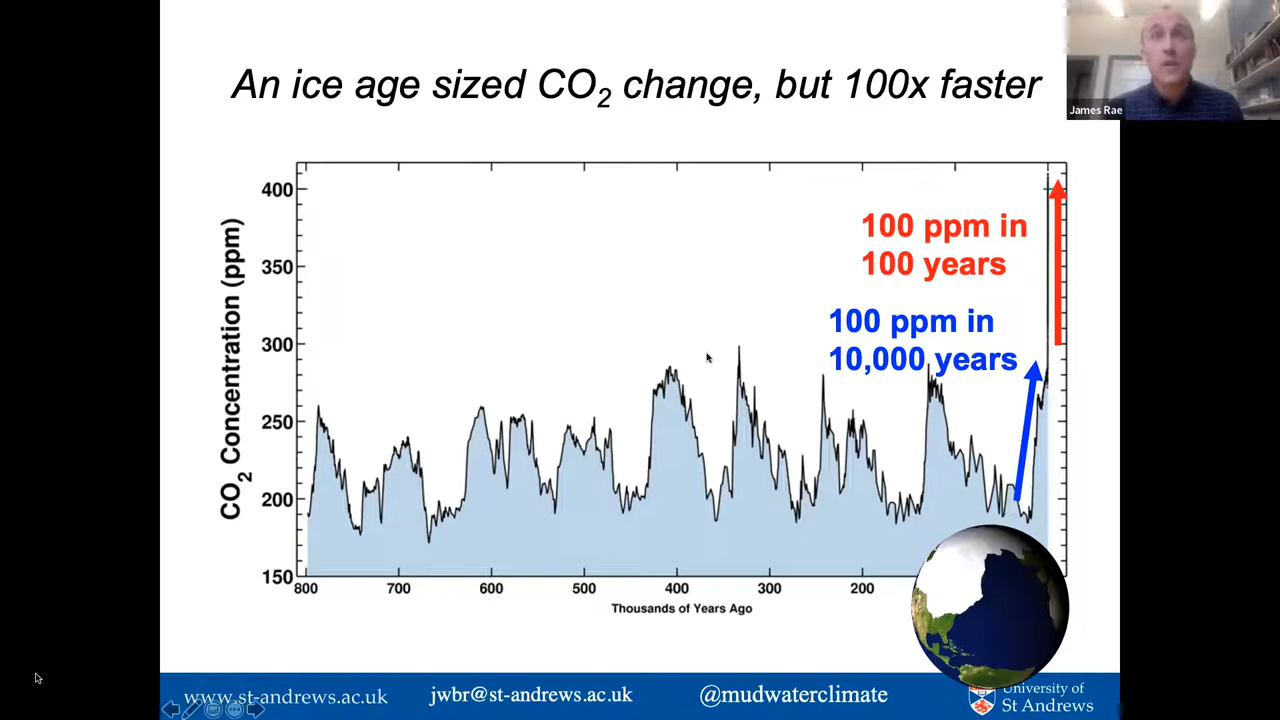 An ice age sized CO₂ change, but 100x faster
James Rae
CO₂ Concentration (ppm)
400
350
300
250
200
150
100 ppm in
100 years
100 ppm in
10,000 years
800
700
600
500
400
300
200
Thousands of Years Ago
www.st-andrews.ac.uk
jwbr@st-andrews.ac.uk
@mudwaterclimate
University of
St Andrews